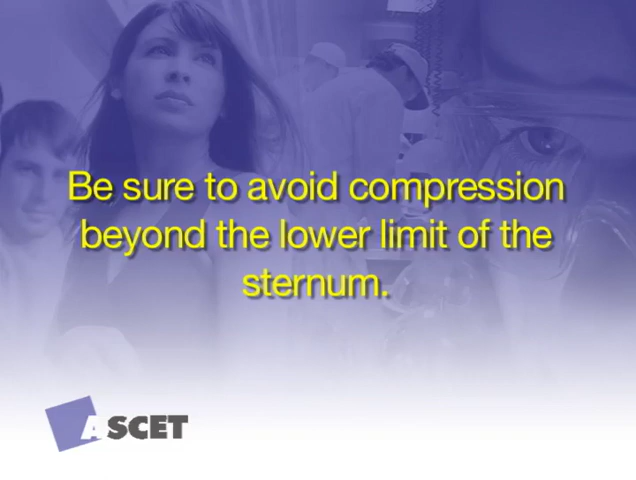 Be sure to avoid compression
beyond the lower limit of the
sternum.
ASCET